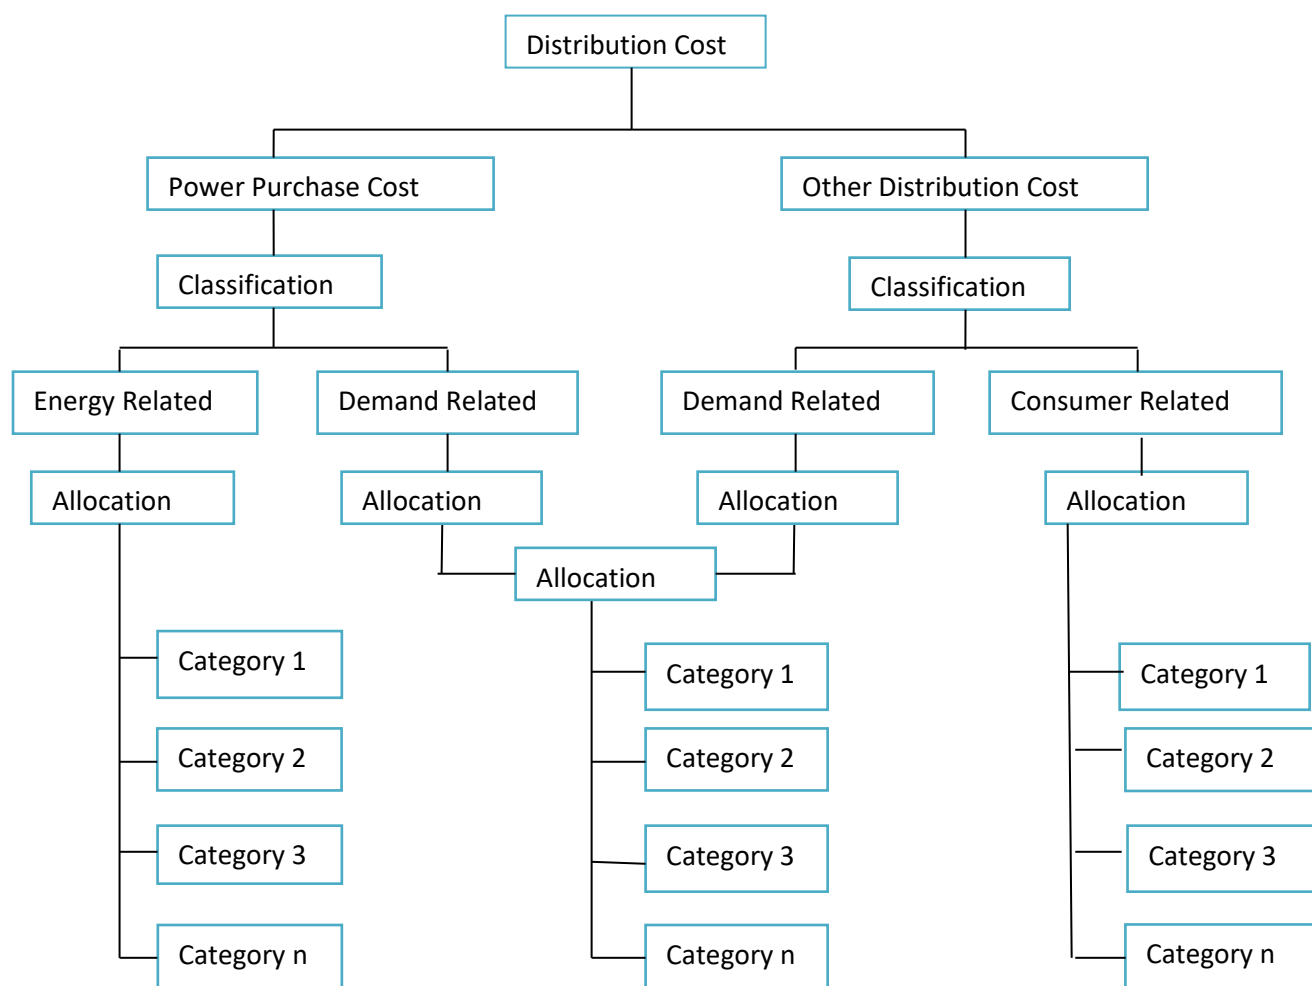 Distribution Cost
Power Purchase Cost
Other Distribution Cost
Classification
Classification
Energy Related
Demand Related
Demand Related
Consumer Related
Allocation
Allocation
Allocation
Allocation
Allocation
Category 1
Category 2
Category 3
Category n
Category 1
Category 2
Category 3
Category n
Category 1
Category 2
Category 3
Category n